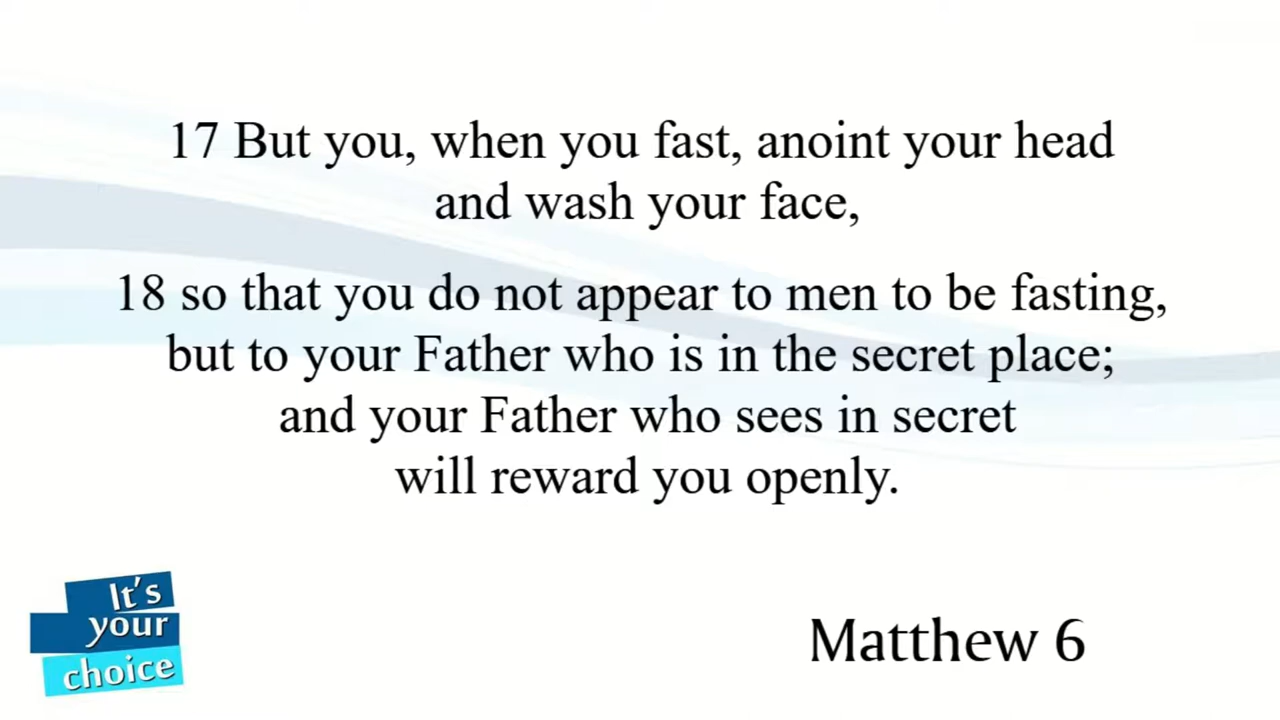 17 But you, when you fast, anoint your head
and wash your face,
18 so that you do not appear to men to be fasting,
but to your Father who is in the secret place;
and your Father who sees in secret
will reward you openly.
It's
your
choice
Matthew 6